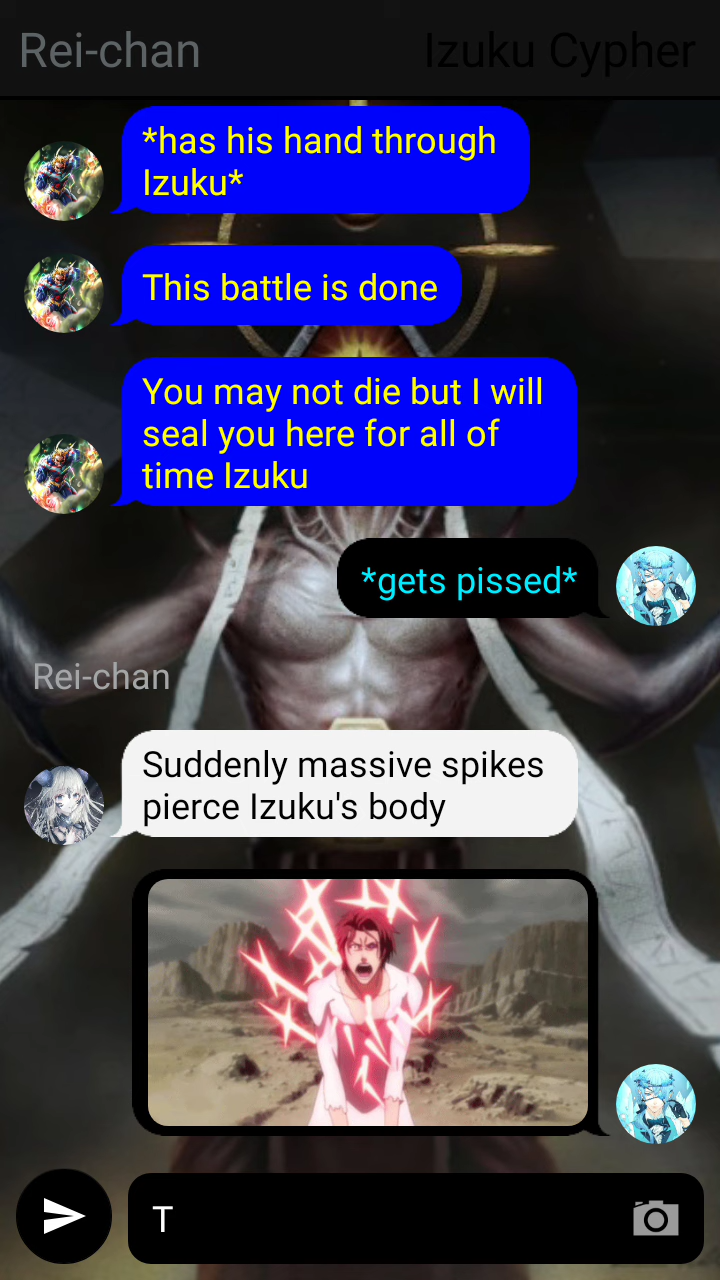 Rei-chan
Izuku Cypher
*has his hand through
Izuku*
This battle is done
You may not die but I will
seal you here for all of
time Izuku
*gets pissed*
Rei-chan
Suddenly massive spikes
pierce Izuku's body
T